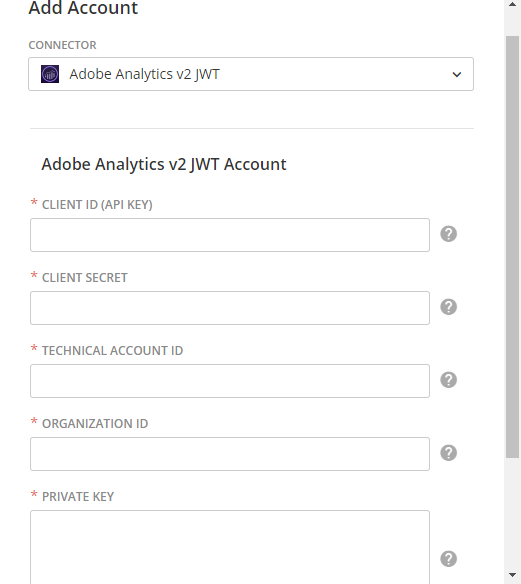 Add Account
CONNECTOR
Adobe Analytics v2 JWT
Adobe Analytics v2 JWT Account
* CLIENT ID (API KEY)
?
* CLIENT SECRET
?
* TECHNICAL ACCOUNT ID
?
* ORGANIZATION ID
?
* PRIVATE KEY
?